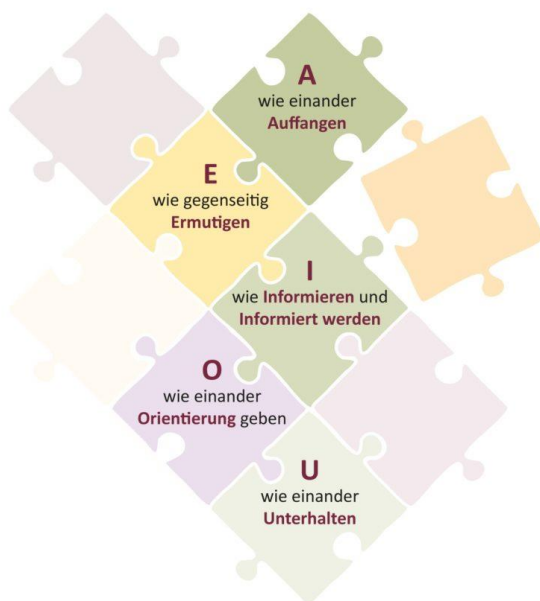 A
wie einander
Auffangen
E
wie gegenseitig
Ermutigen
I
wie Informieren und
Informiert werden
O
wie einander
Orientierung geben
U
wie einander
Unterhalten